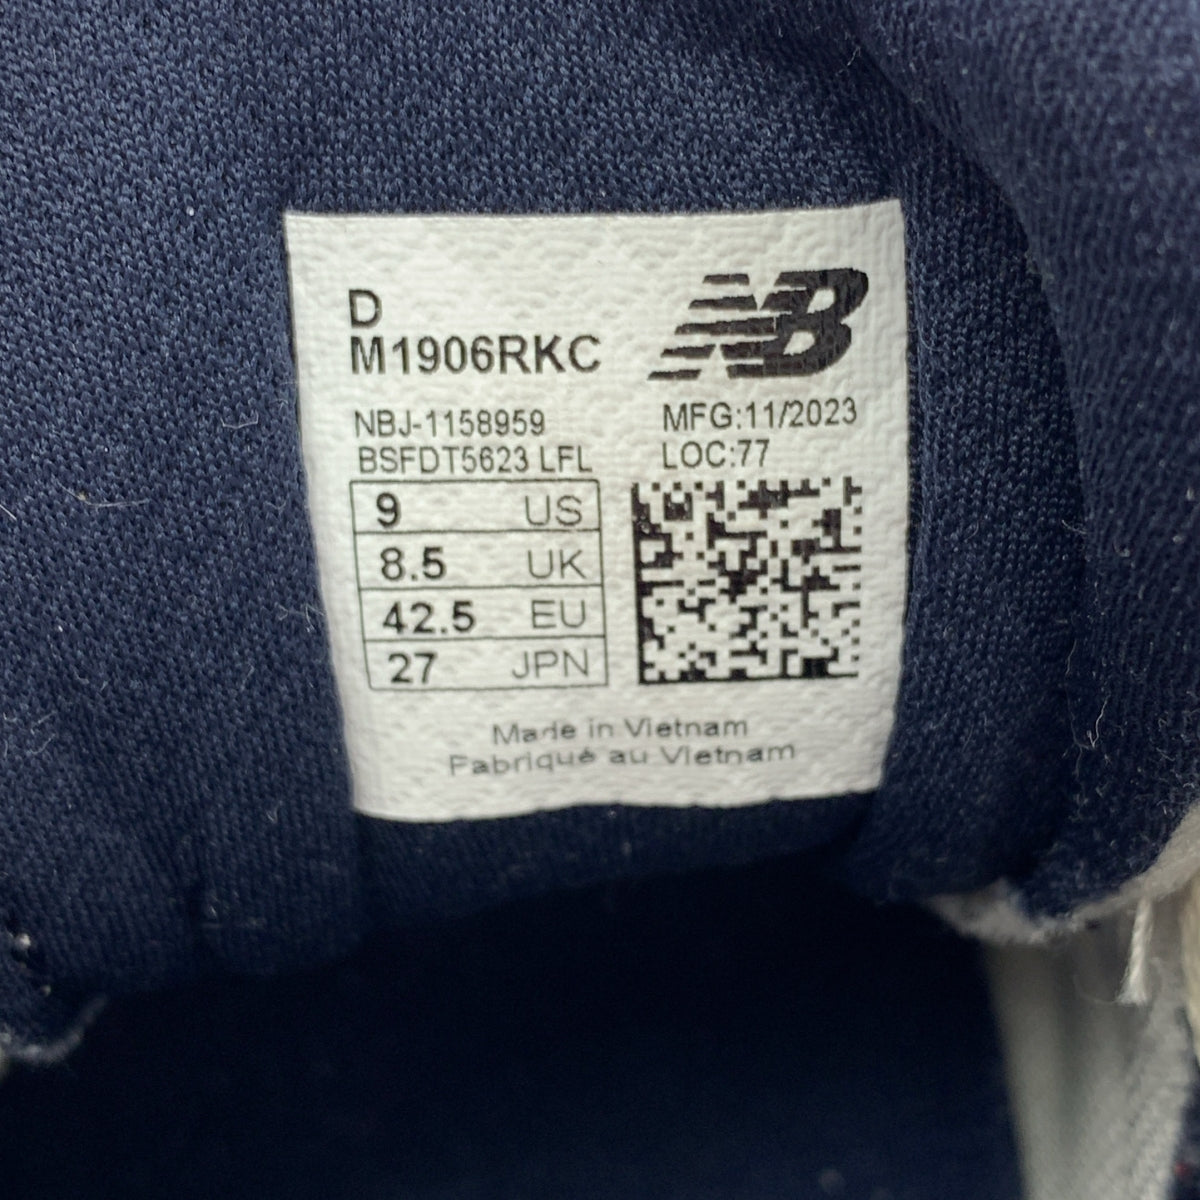 D
M1906RKC
NB
NBJ-1158959
MFG:11/2023
BSFDT5623 LFL
LOC:77
9 US
8.5 UK
42.5 EU
27 JPN
Made in Vietnam
Fabriqué au Vietnam